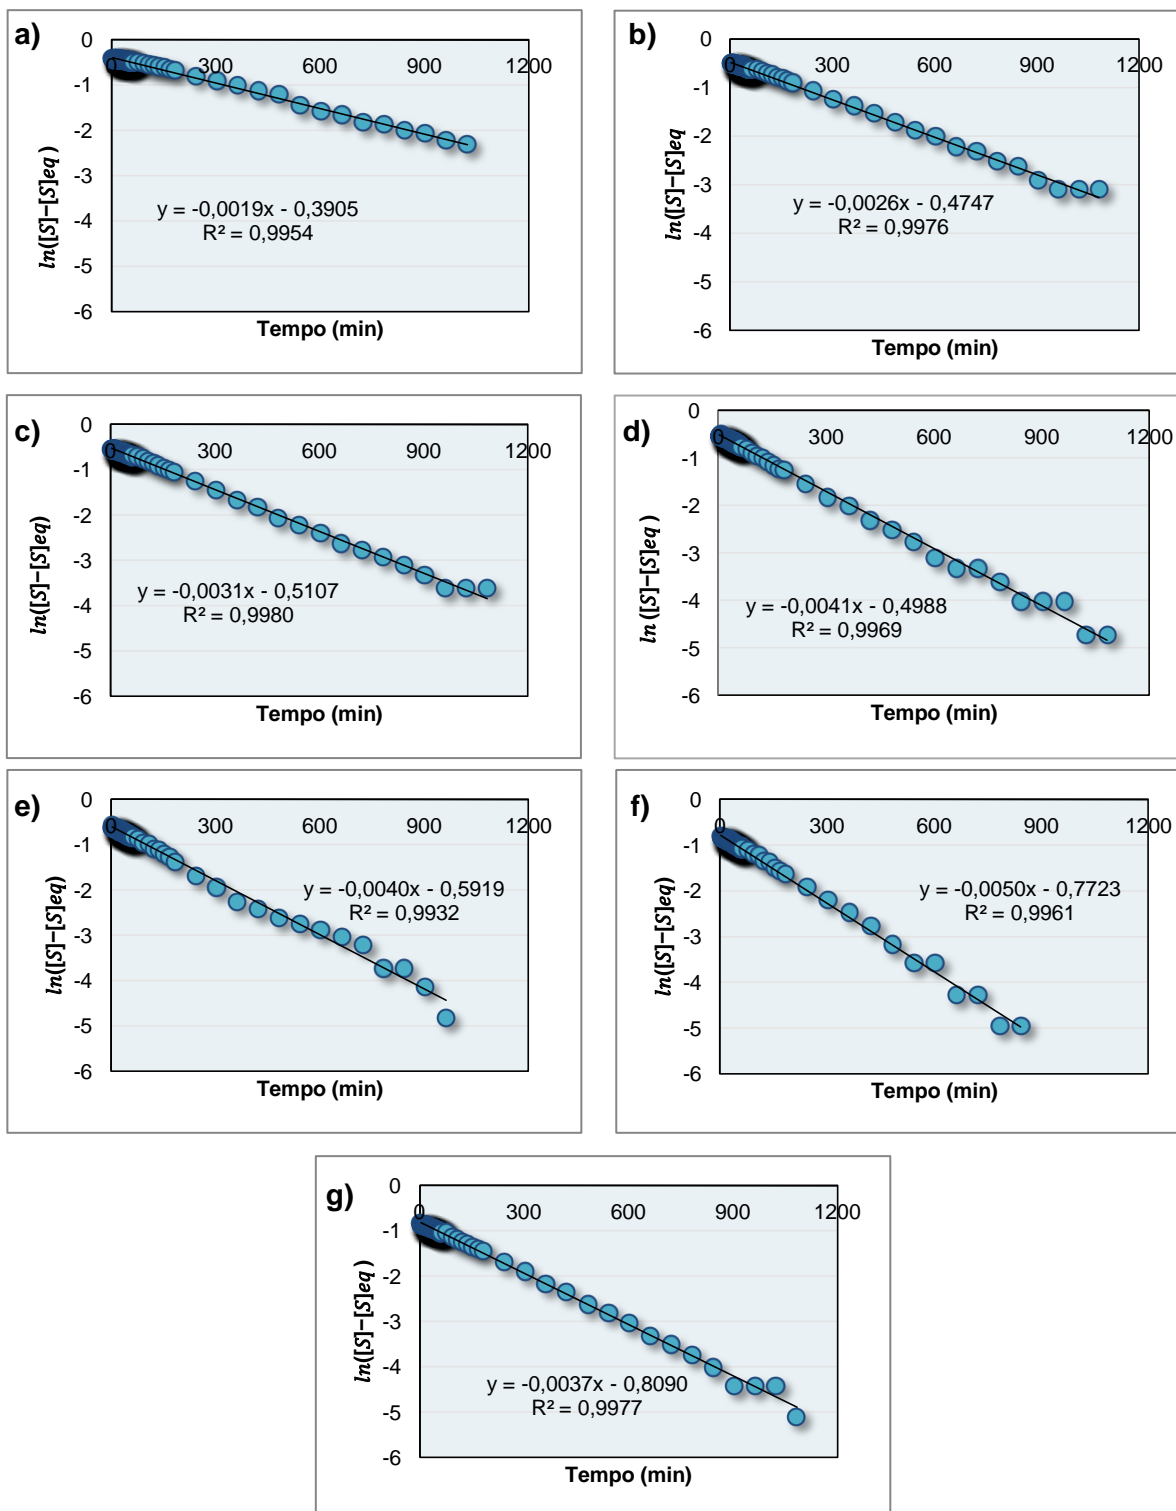 a)
0
0 300 600 900 1200
-1
-2
-3
-4
-5
-6
ln([S]−[S]eq )
y = -0,0019x - 0,3905
R² = 0,9954
Tempo (min)
b)
0
0 300 600 900 1200
-1
-2
-3
-4
-5
-6
ln([S]−[S]eq
y = -0,0026x - 0,4747
R² = 0,9976
Tempo (min)
c)
0
0 300 600 900 1200
-1
-2
-3
-4
-5
-6
ln([S]−[S]eq)
y = -0,0031x - 0,5107
R² = 0,9980
Tempo (min)
d)
0
0 300 600 900 1200
-1
-2
-3
-4
-5
-6
ln ([S]−[S]eq )
y = -0,0041x - 0,4988
R² = 0,9969
Tempo (min)
e)
0
0 300 600 900 1200
-1
-2
-3
-4
-5
-6
ln([S]−[S]eq)
y = -0,0040x - 0,5919
R² = 0,9932
Tempo (min)
f)
0
0 300 600 900 1200
-1
-2
-3
-4
-5
-6
ln([S]−[S]eq)
y = -0,0050x - 0,7723
R² = 0,9961
Tempo (min)
g)
0
0 300 600 900 1200
-1
-2
-3
-4
-5
-6
ln([S]−[S]eq)
y = -0,0037x - 0,8090
R² = 0,9977
Tempo (min)